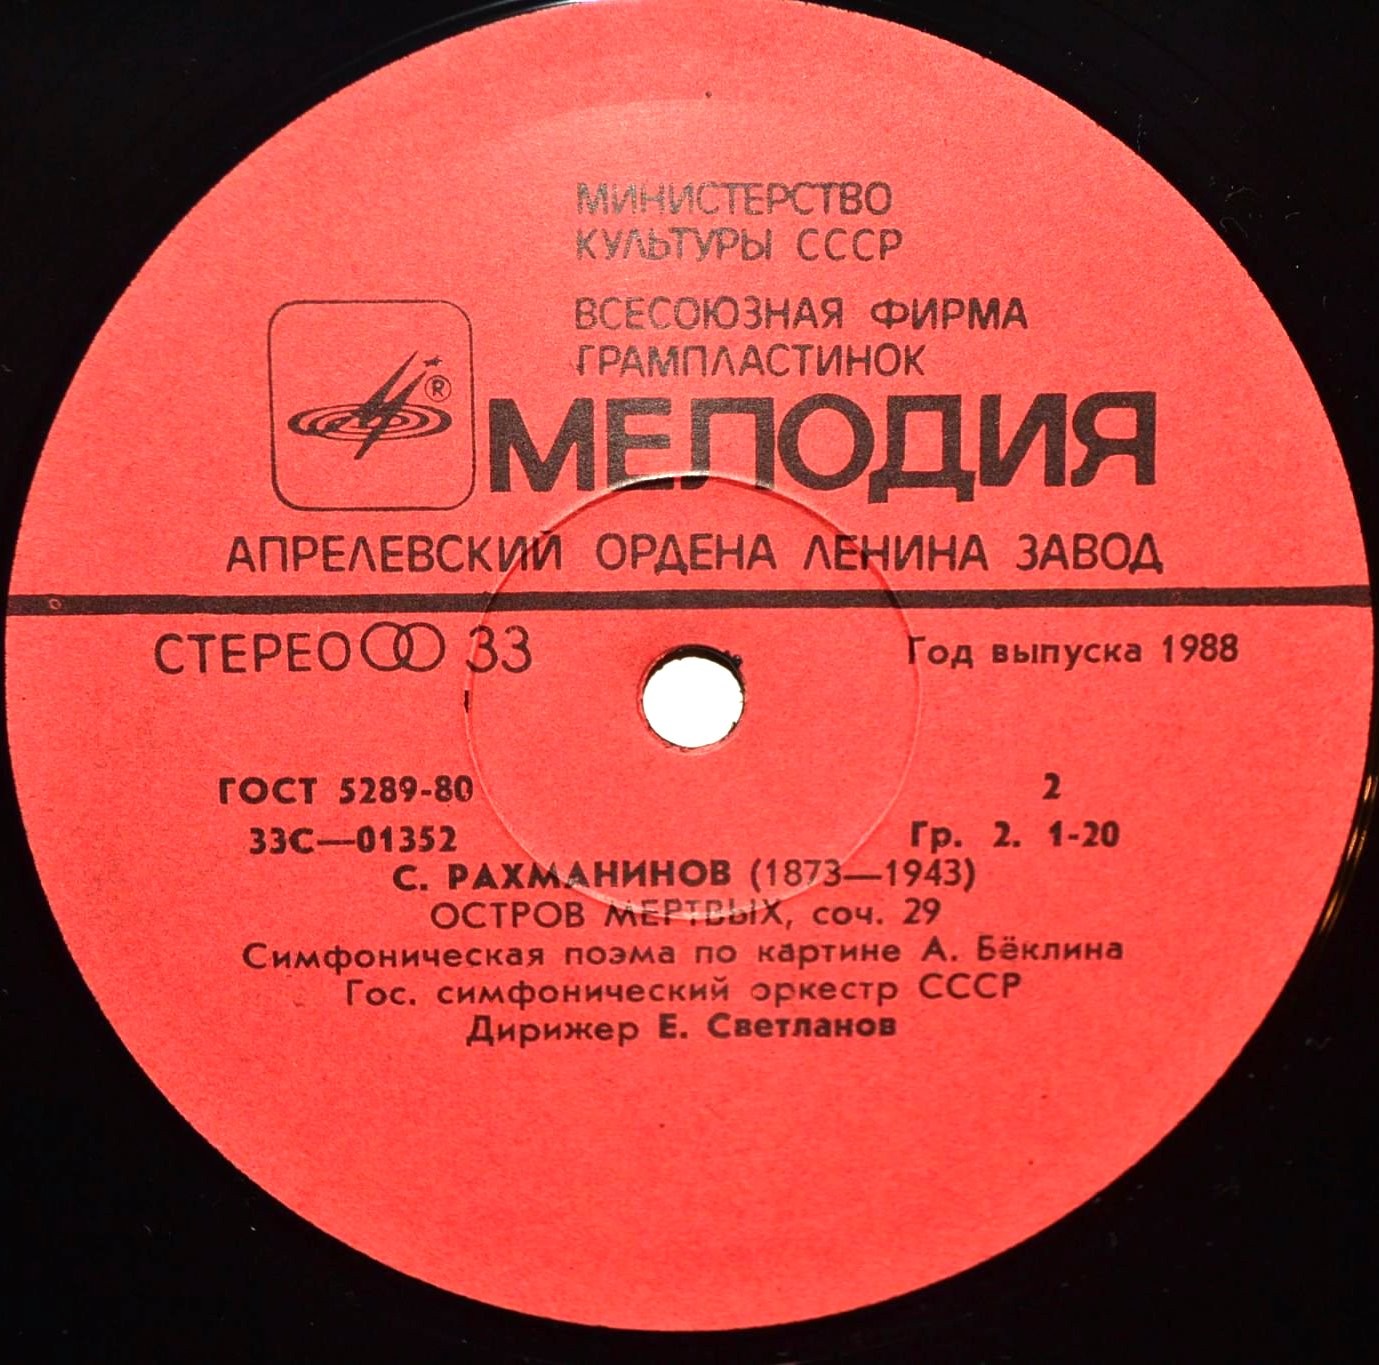 МИНИСТЕРСТВО
КУЛЬТУРЫ СССР
ВСЕСОЮЗНАЯ ФИРМА
ГРАМПЛАСТИНОК
®
МЕЛОДИЯ
АПРЕЛЕВСКИЙ ОРДЕНА ЛЕНИНА ЗАВОД
СТЕРЕО 33
Год выпуска 1988
ГОСТ 5289-80
2
33С—01352
Гр. 2. 1-20
С. РАХМАНИНОВ (1873—1943)
ОСТРОВ МЕРТВЫХ, соч. 29
Симфоническая поэма по картине А. Бёклина
Гос. симфонический оркестр СССР
Дирижер Е. Светланов